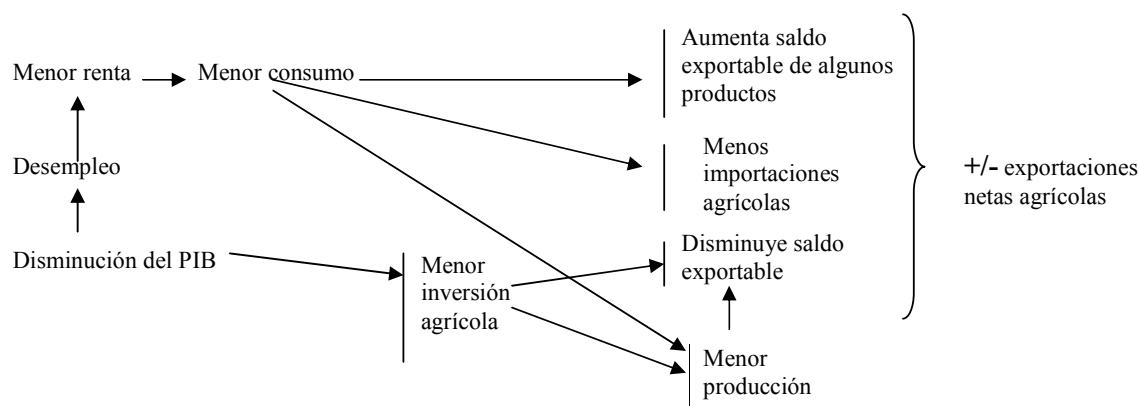 Menor renta
Menor consumo
Aumenta saldo
exportable de algunos
productos
Desempleo
Menos
importaciones
agrícolas
+/- exportaciones
netas agrícolas
Disminución del PIB
Menor
inversión
agrícola
Disminuye saldo
exportable
Menor
producción